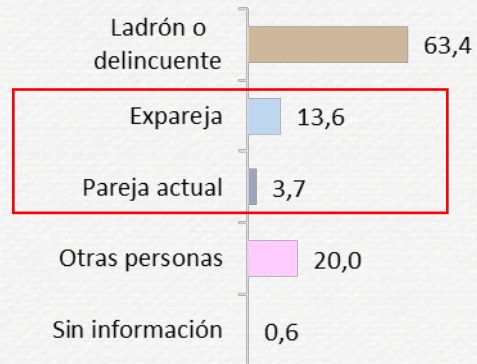 Ladrón o
delincuente
63,4
Expareja
13,6
Pareja actual
3,7
Otras personas
20,0
Sin información
0,6